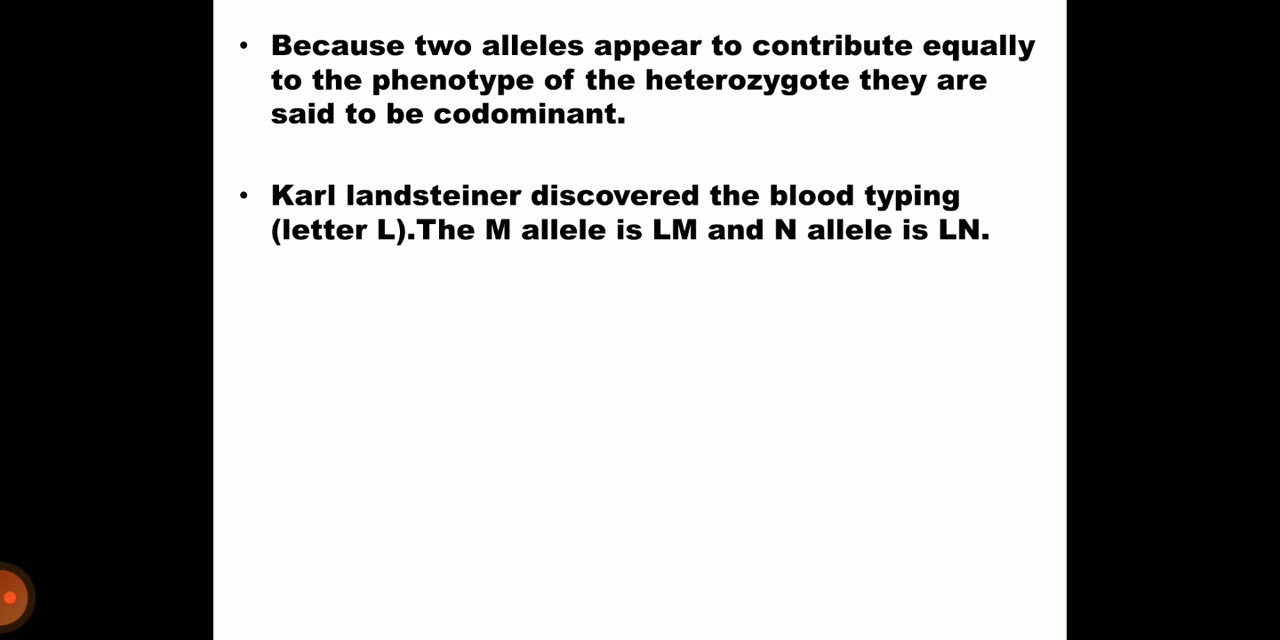 • Because two alleles appear to contribute equally
to the phenotype of the heterozygote they are
said to be codominant.
• Karl landsteiner discovered the blood typing
(letter L).The M allele is LM and N allele is LN.